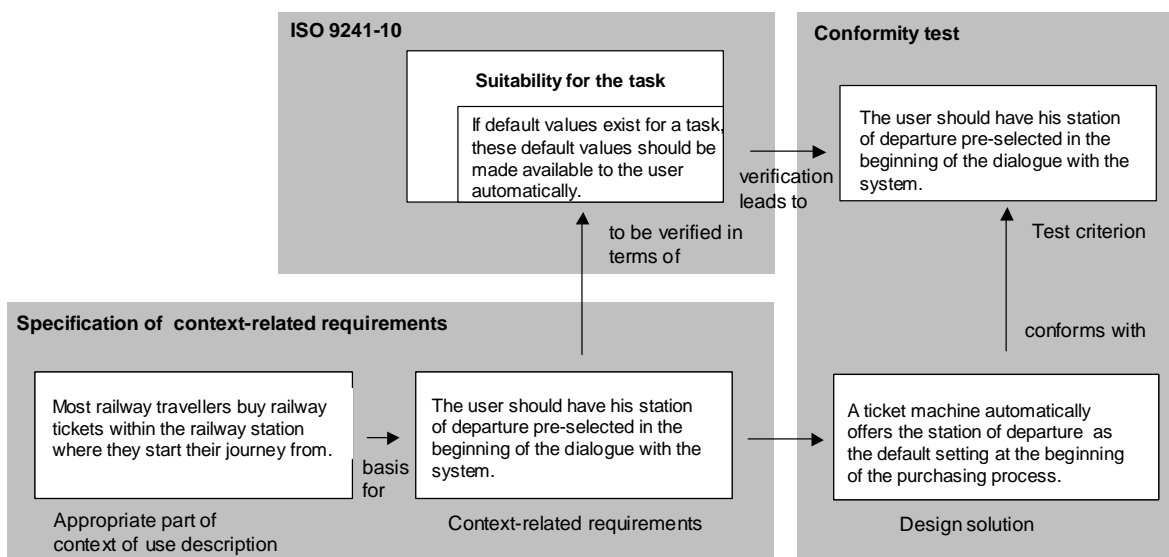 ISO 9241-10
Suitability for the task
If default values exist for a task,
these default values should be
made available to the user
automatically.
to be verified in
terms of
verification
leads to
Conformity test
The user should have his station
of departure pre-selected in the
beginning of the dialogue with the
system.
Test criterion
conforms with
Specification of context-related requirements
Most railway travellers buy railway
tickets within the railway station
where they start their journey from.
Appropriate part of
context of use description
basis
for
The user should have his station
of departure pre-selected in the
beginning of the dialogue with the
system.
Context-related requirements
A ticket machine automatically
offers the station of departure as
the default setting at the beginning
of the purchasing process.
Design solution